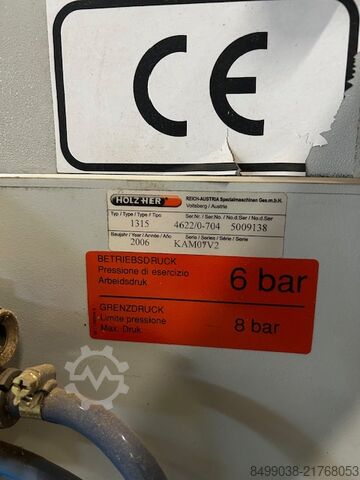 CE
HOLZ-HER
REICH-AUSTRIA Spezialmaschinen Ges.m.b.H.
Voitsberg / Austria
Typ / Type / Type / Tipo
Ser.Nr. / Ser.No. / No.d.Ser / No.d.Ser
1315
4622/0-704
5009138
Baujahr / Year / Année / Año
Serie / Series / Série / Serie
2006
KAM07V2
BETRIEBSDRUCK
Pressione di esercizio
Arbeidsdruk
6 bar
GRENZDRUCK
Limite pressione
Max. Druk.
8 bar
8499038-21768053